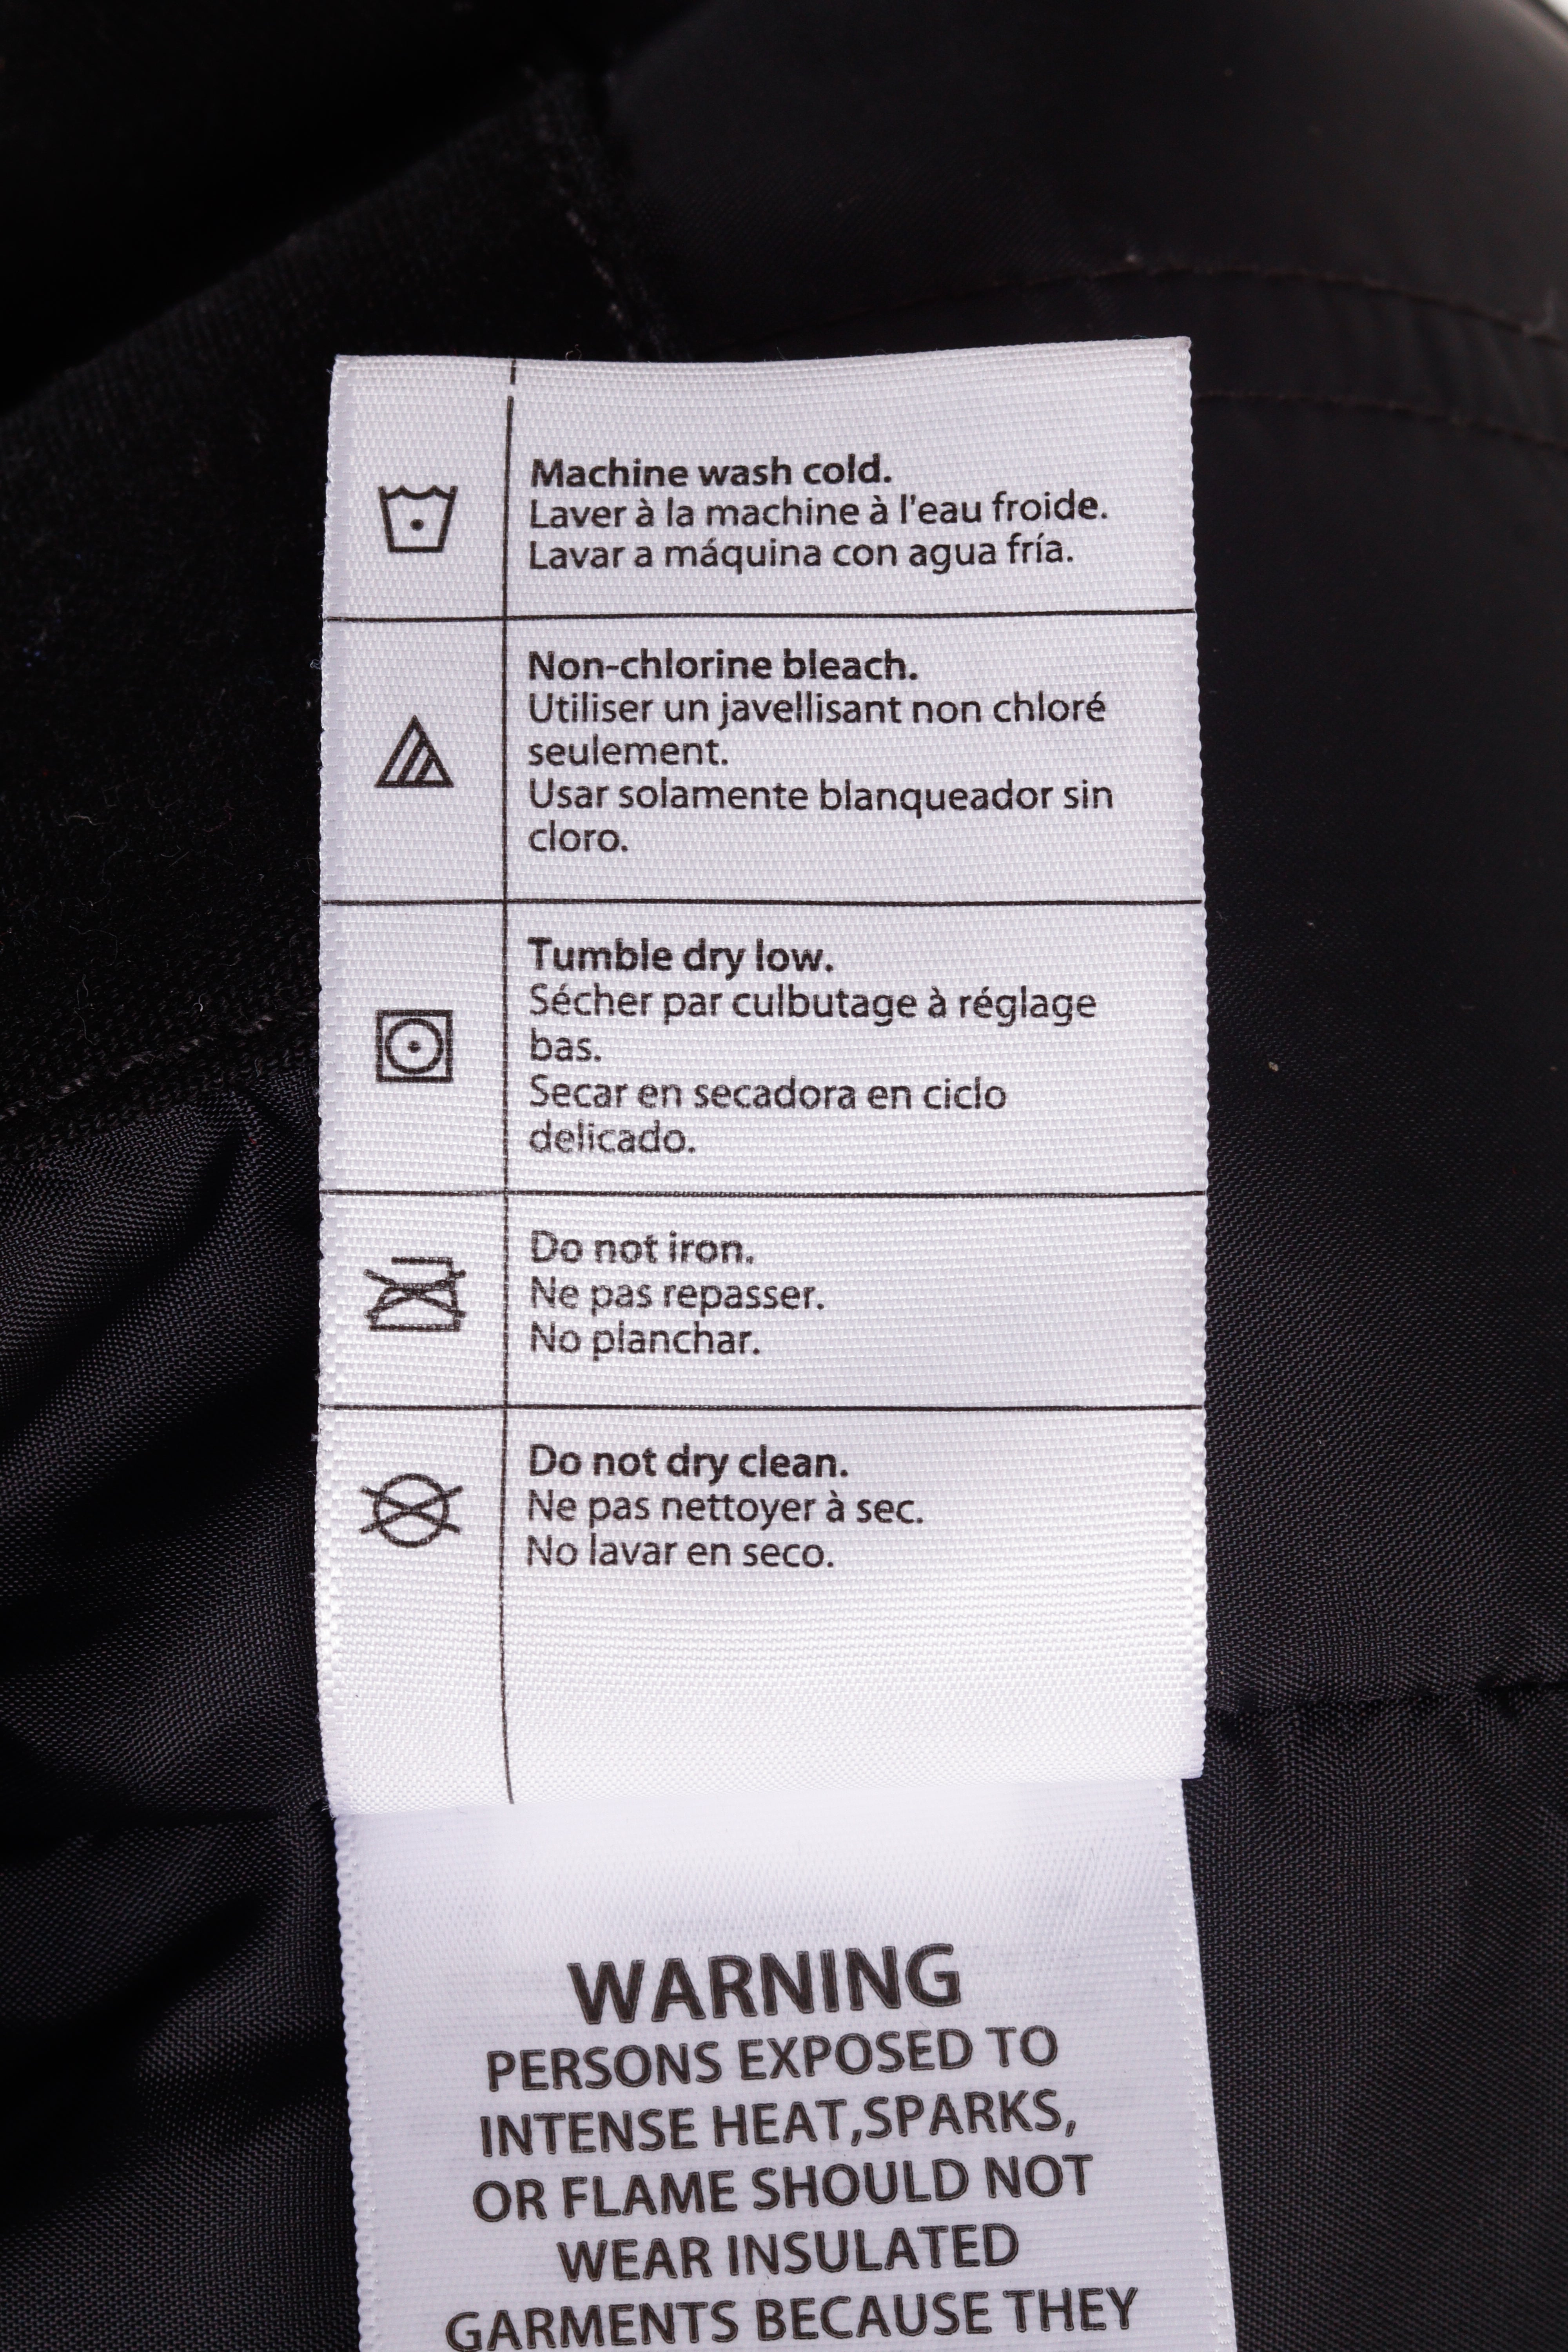 Machine wash cold.
Laver à la machine à l'eau froide.
Lavar a máquina con agua fría.
Non-chlorine bleach.
Utiliser un javellisant non chloré
seulement.
Usar solamente blanqueador sin
cloro.
Tumble dry low.
Sécher par culbutage à réglage
bas.
Secar en secadora en ciclo
delicado.
Do not iron.
Ne pas repasser.
No planchar.
Do not dry clean.
Ne pas nettoyer à sec.
No lavar en seco.
WARNING
PERSONS EXPOSED TO
INTENSE HEAT,SPARKS,
OR FLAME SHOULD NOT
WEAR INSULATED
GARMENTS BECAUSE THEY